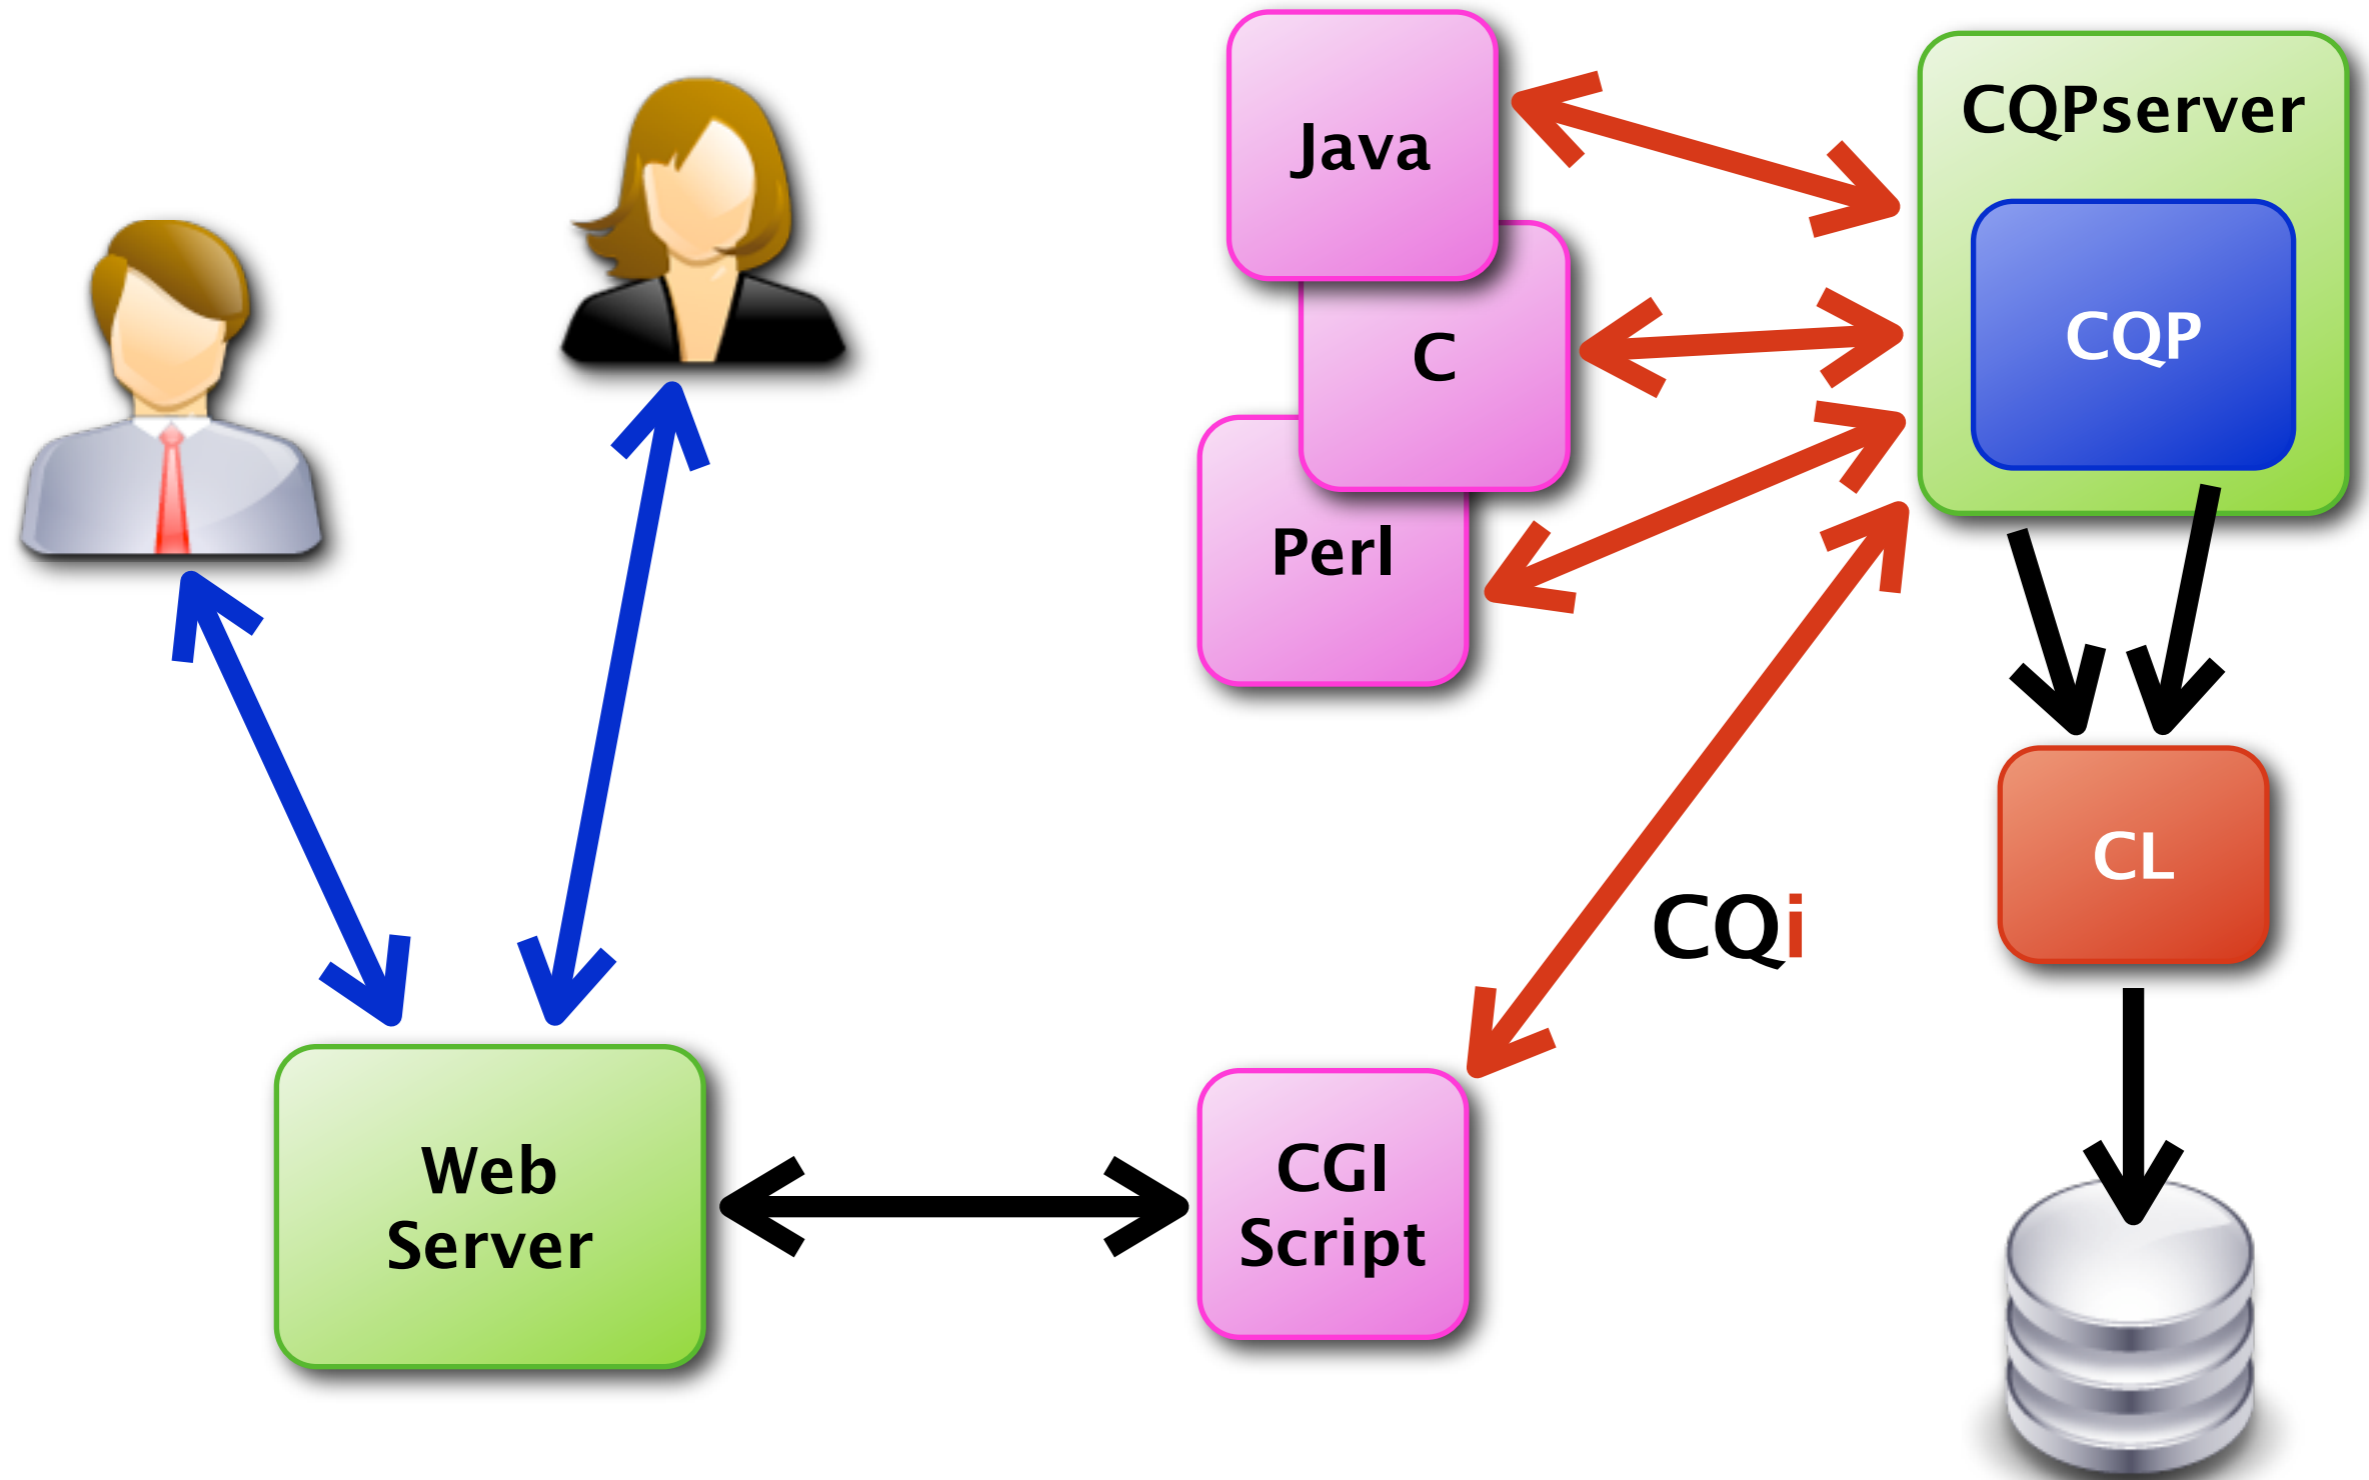 Java
CQPserver
CQP
C
Perl
CL
CQi
Web
Server
CGI
Script